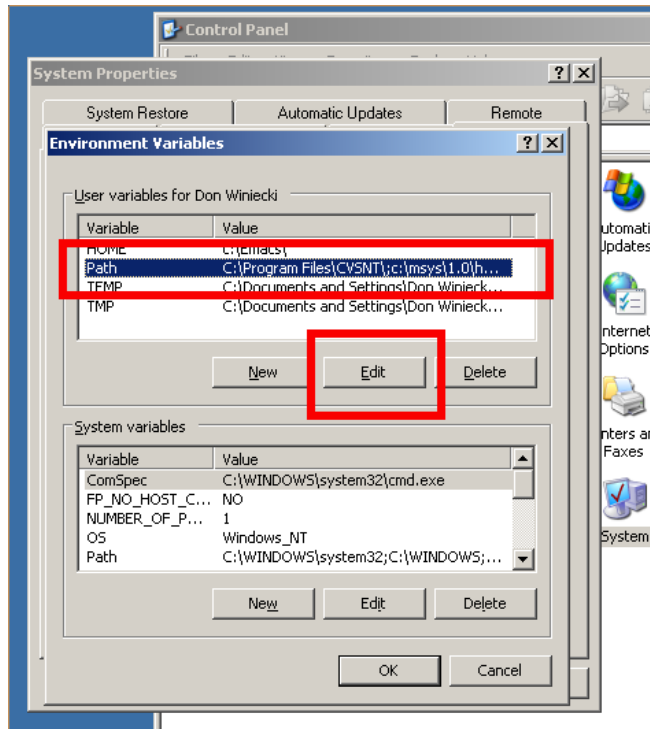 Control Panel
System Properties
System Restore Automatic Updates Remote
Environment Variables
User variables for Don Winiecki
Variable Value
HOME C:\Emacs\
Path C:\Program Files\CVSNT\;c:\msys\1.0\h...
TEMP C:\Documents and Settings\Don Winieck...
TMP C:\Documents and Settings\Don Winieck...
New Edit Delete
System variables
Variable Value
ComSpec C:\WINDOWS\system32\cmd.exe
FP_NO_HOST_C... NO
NUMBER_OF_P... 1
OS Windows_NT
Path C:\WINDOWS\system32;C:\WINDOWS;...
New Edit Delete
OK Cancel
utomati
Updates
nternet
Options
nters a
Faxes
System